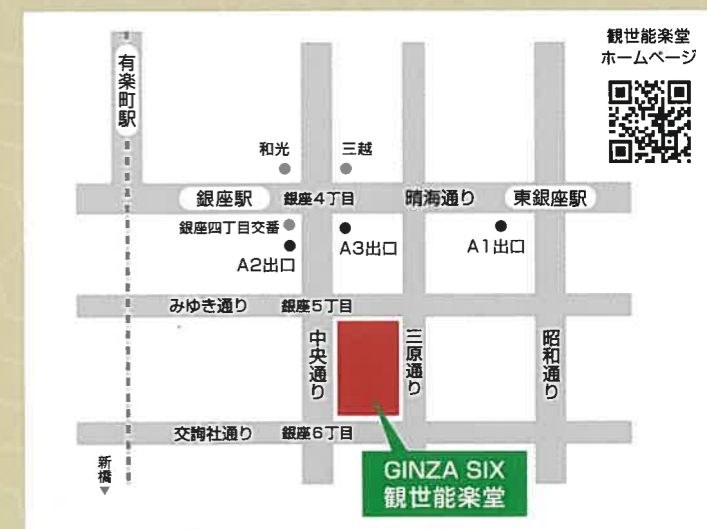 観世能楽堂
ホームページ
有楽町駅
和光
三越
銀座駅
銀座4丁目
晴海通り
東銀座駅
銀座四丁目交番
A2出口
A3出口
A1出口
みゆき通り
銀座5丁目
中央通り
三原通り
昭和通り
交詢社通り
銀座6丁目
新橋
GINZA SIX
観世能楽堂